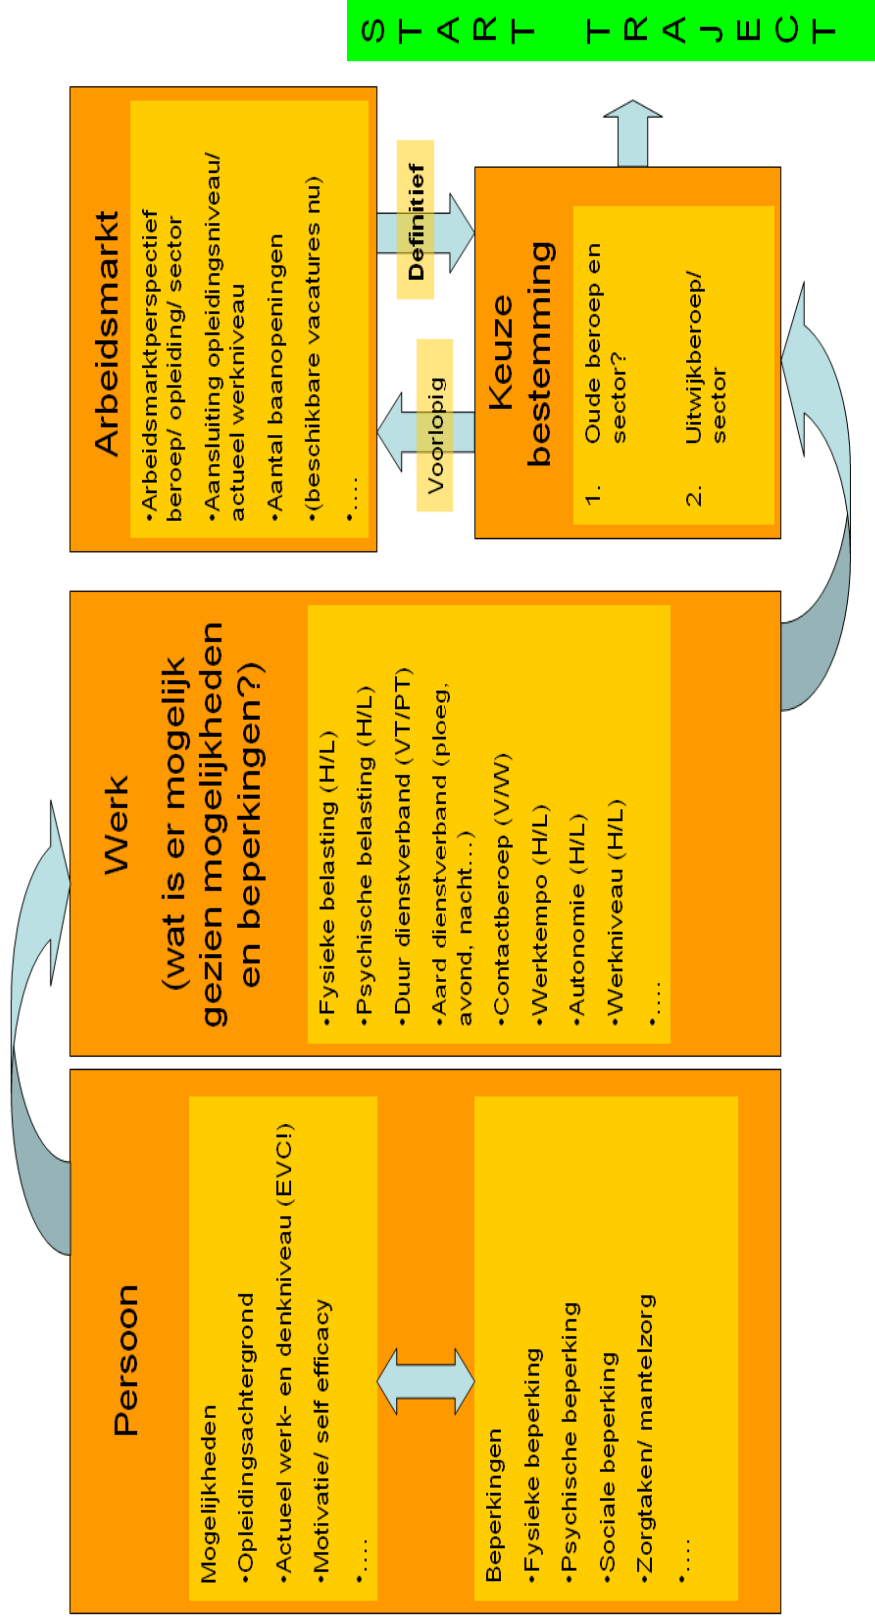 Persoon
Mogelijkheden
•Opleidingsachtergrond
•Actueel werk- en denkniveau (EVC!)
•Motivatie/ self efficacy
•….
Beperkingen
•Fysieke beperking
•Psychische beperking
•Sociale beperking
•Zorgtaken/ mantelzorg
•….
Werk
(wat is er mogelijk
gezien mogelijkheden
en beperkingen?)
•Fysieke belasting (H/L)
•Psychische belasting (H/L)
•Duur dienstverband (VT/PT)
•Aard dienstverband (ploeg,
avond, nacht...)
•Contactberoep (V/W)
•Werktempo (H/L)
•Autonomie (H/L)
•Werkniveau (H/L)
•….
Arbeidsmarkt
•Arbeidsmarktperspectief
beroep/ opleiding/ sector
•Aansluiting opleidingsniveau/
actueel werkniveau
•Aantal baanopeningen
•(beschikbare vacatures nu)
•….
Voorlopig
Definitief
Keuze
bestemming
1. Oude beroep en
sector?
2. Uitwijkberoep/
sector
START TRAJECT